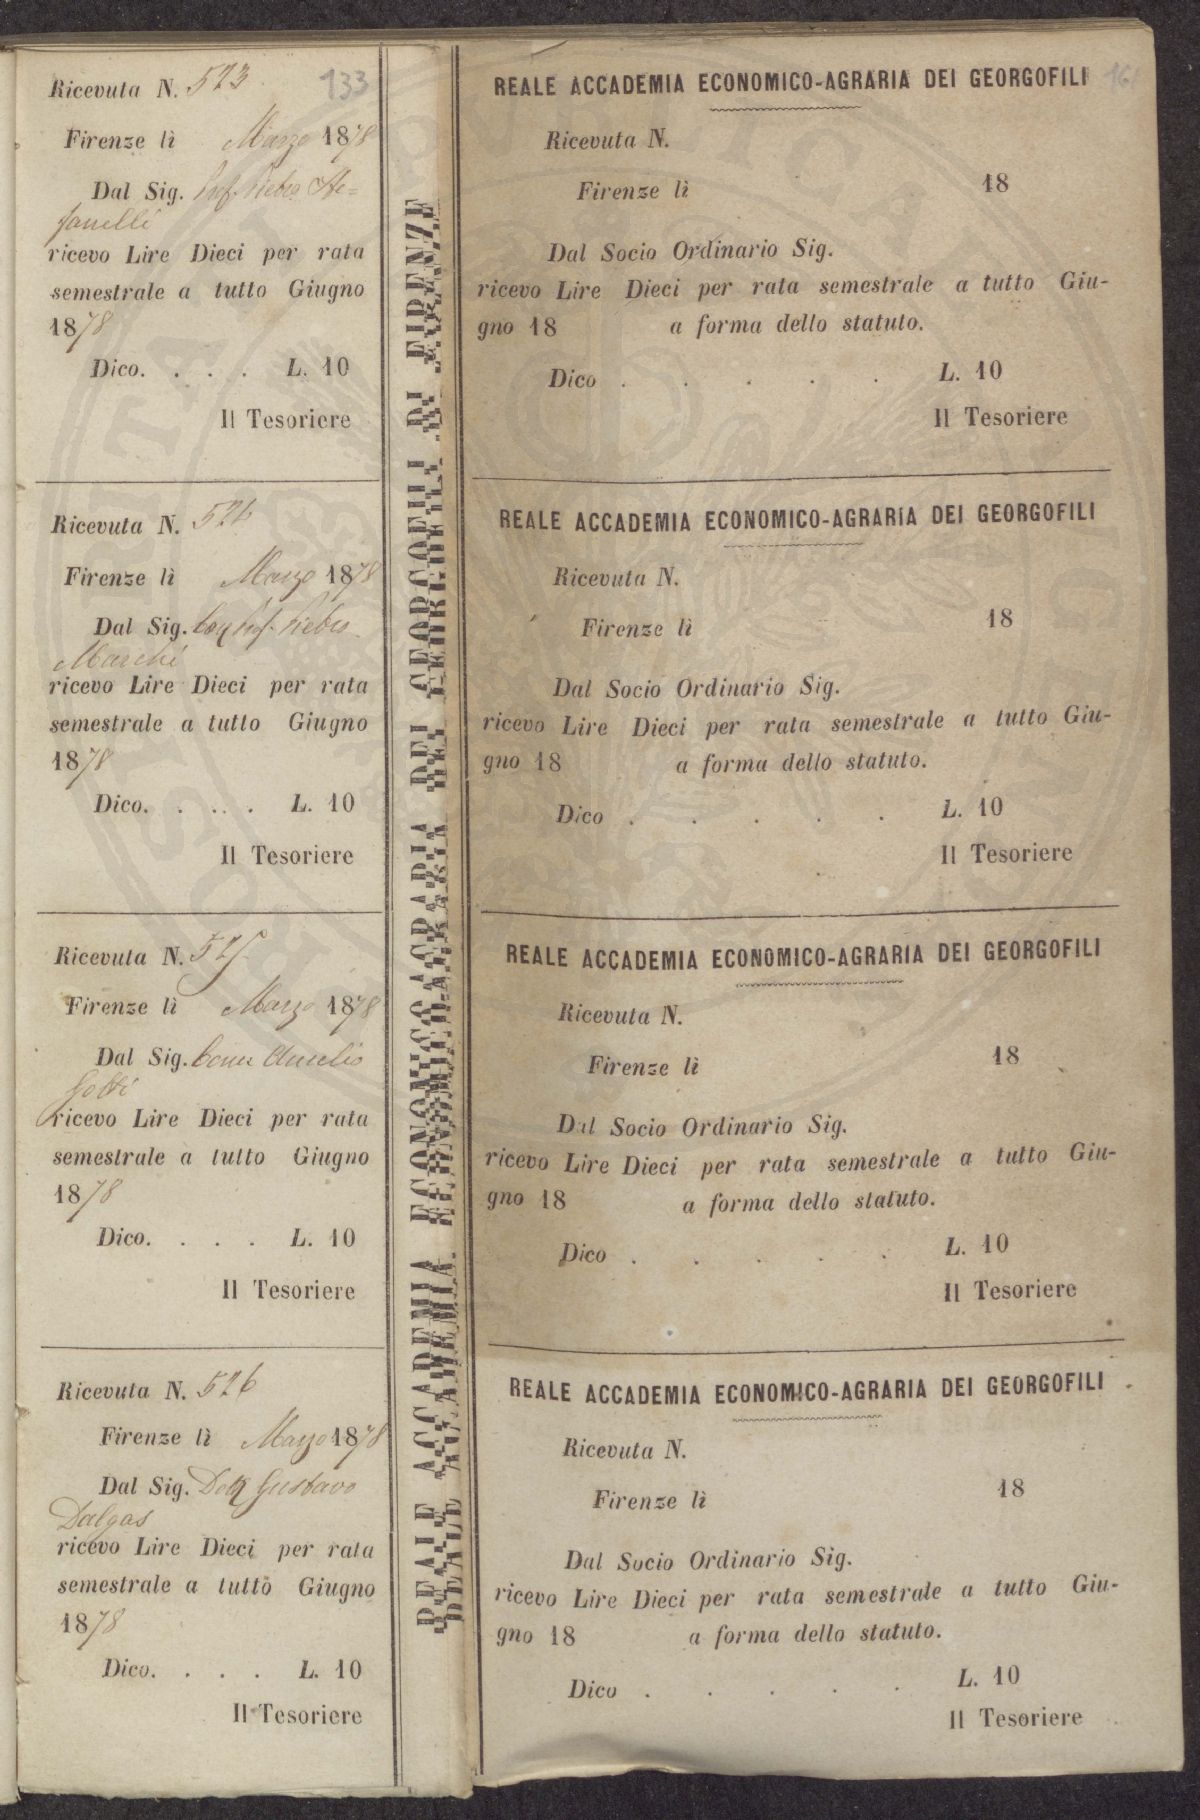 Ricevuta N. 523 133
Firenze lì Marzo 1878
Dal Sig. Prof. Pietro Ste=
fanelli
ricevo Lire Dieci per rata
semestrale a tutto Giugno
1878
Dico. . . . L. 10
Il Tesoriere
Ricevuta N. 524
Firenze lì Marzo 1878
Dal Sig. Prof. Pietro
Marchi
ricevo Lire Dieci per rata
semestrale a tutto Giugno
1878
Dico. . . . L. 10
Il Tesoriere
Ricevuta N. 525
Firenze lì Marzo 1878
Dal Sig. Comm Aurelio
Gotti
ricevo Lire Dieci per rata
semestrale a tutto Giugno
1878
Dico. . . . L. 10
Il Tesoriere
Ricevuta N. 526
Firenze lì Marzo 1878
Dal Sig. Dott Gustavo
Dalgas
ricevo Lire Dieci per rata
semestrale a tutto Giugno
1878
Dico. . . . L. 10
Il Tesoriere
REALE ACCADEMIA ECONOMICO-AGRARIA DEI GEORGOFILI DI FIRENZE
REALE ACCADEMIA ECONOMICO-AGRARIA DEI GEORGOFILI
Ricevuta N.
Firenze lì 18
Dal Socio Ordinario Sig.
ricevo Lire Dieci per rata semestrale a tutto Giu-
gno 18 a forma dello statuto.
Dico . . . . . L. 10
Il Tesoriere
REALE ACCADEMIA ECONOMICO-AGRARIA DEI GEORGOFILI
Ricevuta N.
Firenze lì 18
Dal Socio Ordinario Sig.
ricevo Lire Dieci per rata semestrale a tutto Giu-
gno 18 a forma dello statuto.
Dico . . . . . L. 10
Il Tesoriere
REALE ACCADEMIA ECONOMICO-AGRARIA DEI GEORGOFILI
Ricevuta N.
Firenze lì 18
Dal Socio Ordinario Sig.
ricevo Lire Dieci per rata semestrale a tutto Giu-
gno 18 a forma dello statuto.
Dico . . . . . L. 10
Il Tesoriere
REALE ACCADEMIA ECONOMICO-AGRARIA DEI GEORGOFILI
Ricevuta N.
Firenze lì 18
Dal Socio Ordinario Sig.
ricevo Lire Dieci per rata semestrale a tutto Giu-
gno 18 a forma dello statuto.
Dico . . . . . L. 10
Il Tesoriere